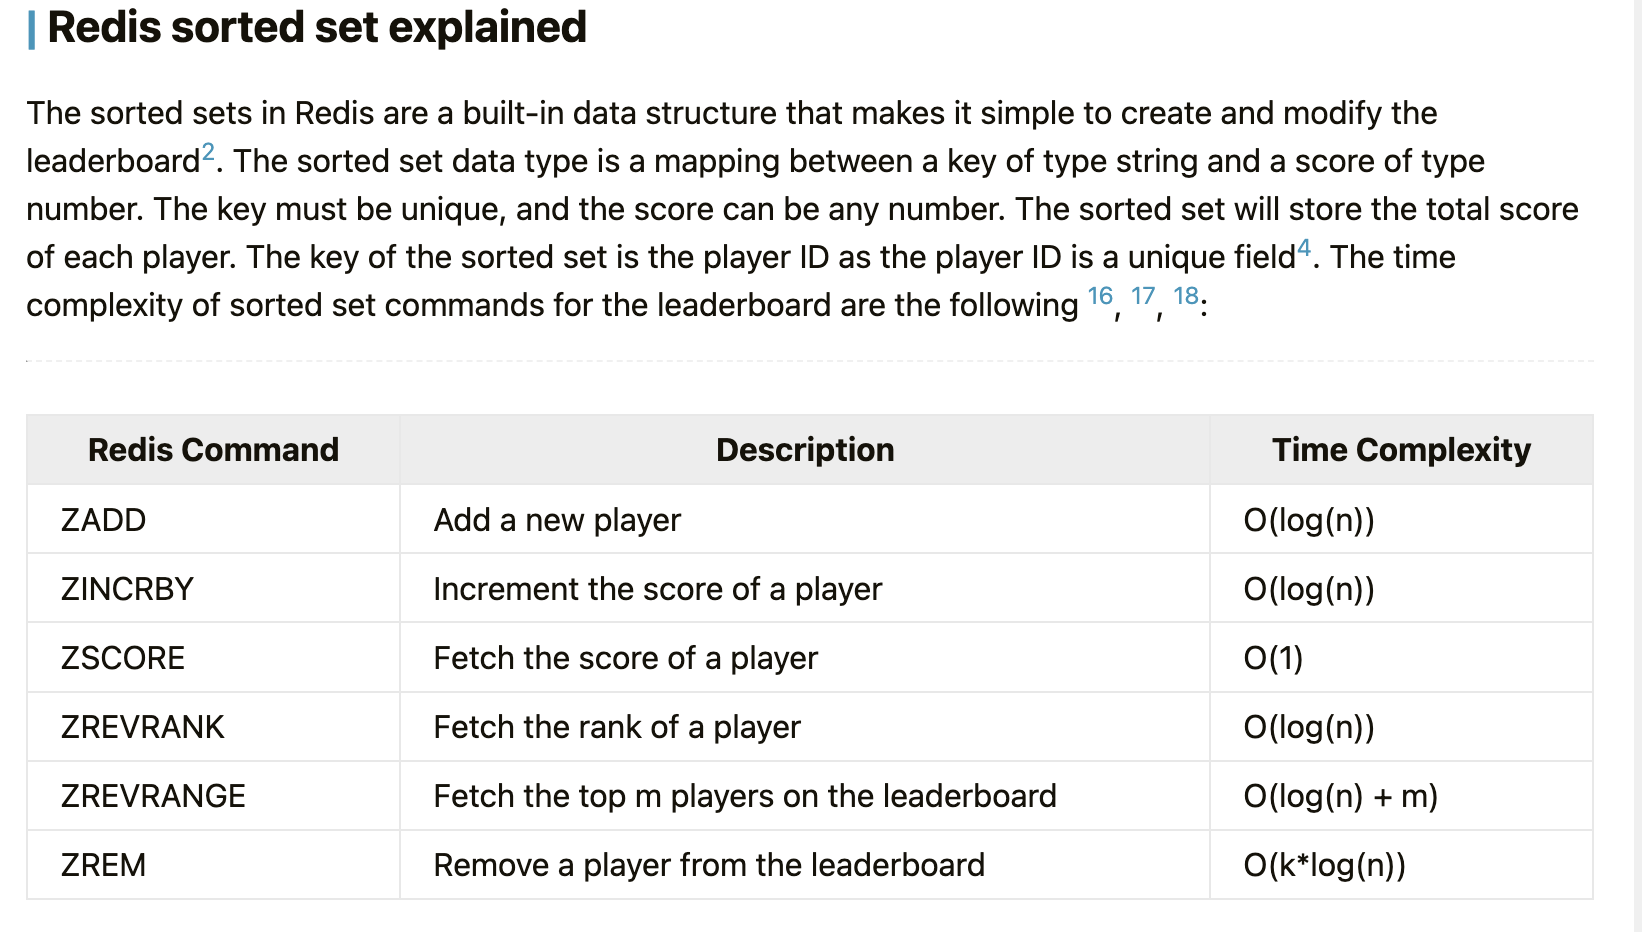 Redis sorted set explained
The sorted sets in Redis are a built-in data structure that makes it simple to create and modify the
leaderboard2. The sorted set data type is a mapping between a key of type string and a score of type
number. The key must be unique, and the score can be any number. The sorted set will store the total score
of each player. The key of the sorted set is the player ID as the player ID is a unique field4. The time
complexity of sorted set commands for the leaderboard are the following 16, 17, 18:
Redis Command Description Time Complexity
ZADD Add a new player O(log(n))
ZINCRBY Increment the score of a player O(log(n))
ZSCORE Fetch the score of a player O(1)
ZREVRANK Fetch the rank of a player O(log(n))
ZREVRANGE Fetch the top m players on the leaderboard O(log(n) + m)
ZREM Remove a player from the leaderboard O(k*log(n))